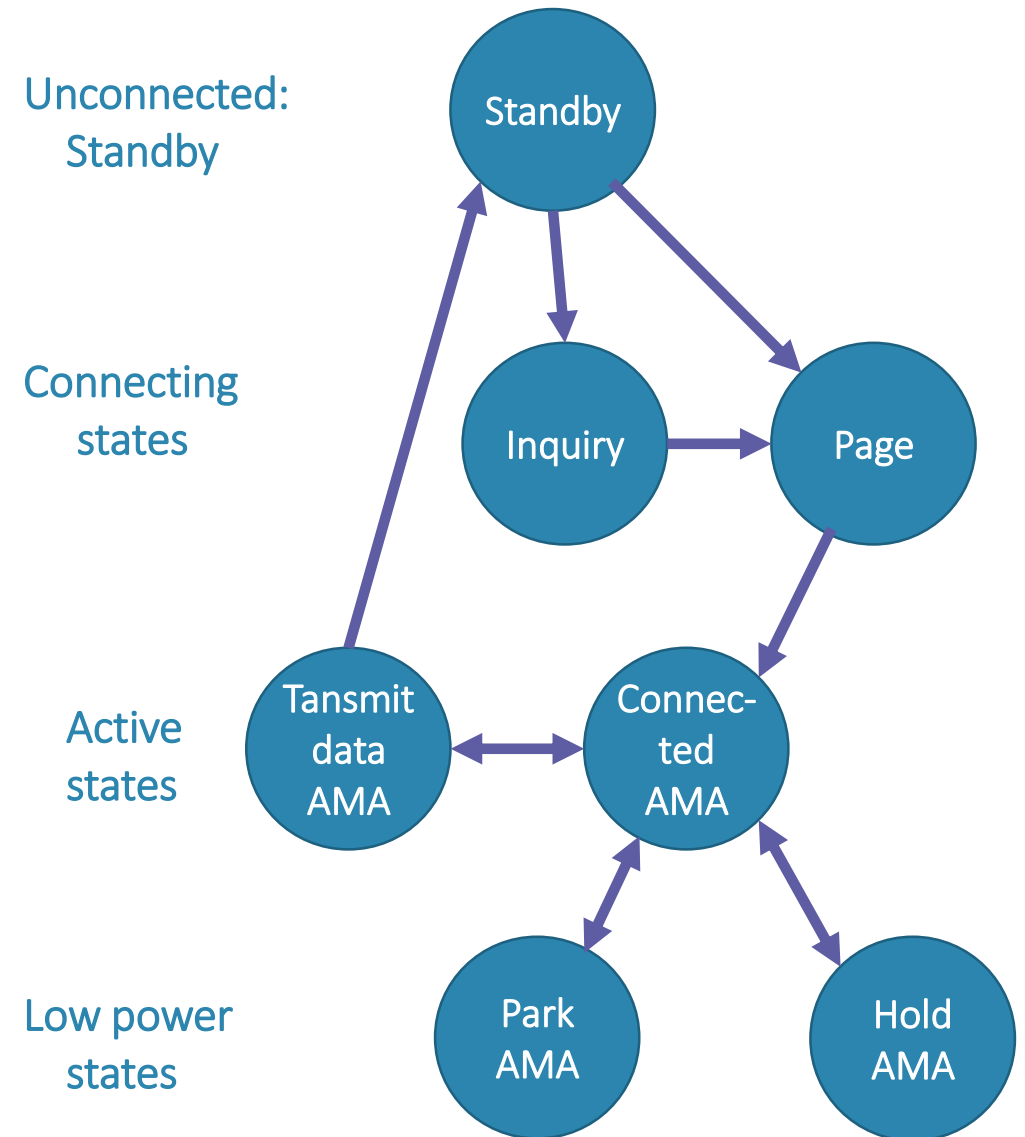 Unconnected:
Standby
Standby
Connecting
states
Inquiry
Page
Active
states
Tansmit
data
AMA
Connec-
ted
AMA
Low power
states
Park
AMA
Hold
AMA